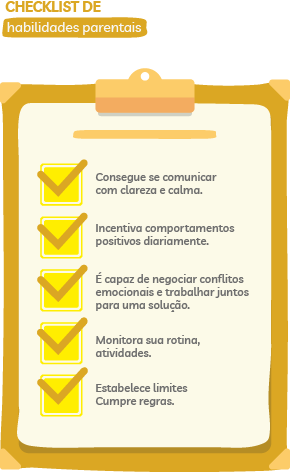 CHECKLIST DE
habilidades parentais
Consegue se comunicar
com clareza e calma.
Incentiva comportamentos
positivos diariamente.
É capaz de negociar conflitos
emocionais e trabalhar juntos
para uma solução.
Monitora sua rotina,
atividades.
Estabelece limites
Cumpre regras.